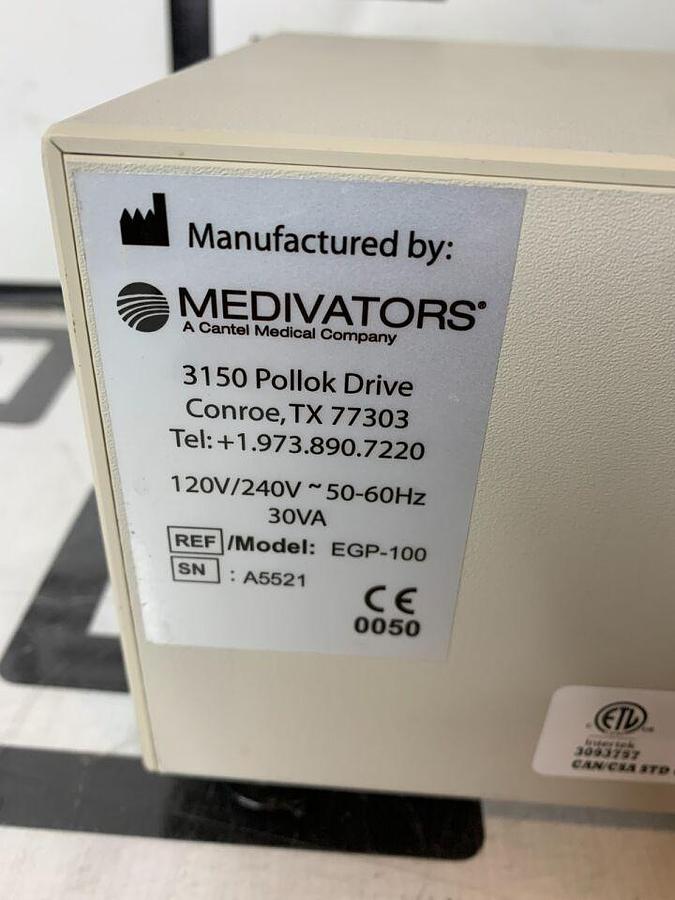 Manufactured by:
MEDIVATORS®
A Cantel Medical Company
3150 Pollok Drive
Conroe, TX 77303
Tel: +1.973.890.7220
120V/240V ~ 50-60Hz
30VA
REF /Model: EGP-100
SN : A5521
CE
0050
ETL
Intertek
3093757
CAN/CSA STD